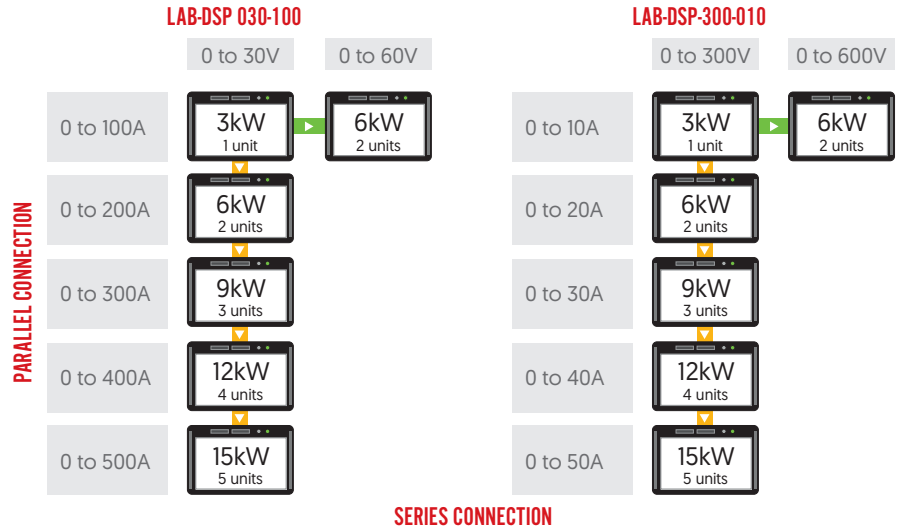 LAB-DSP 030-100
0 to 30V
0 to 60V
0 to 100A
3kW
1 unit
6kW
2 units
0 to 200A
6kW
2 units
0 to 300A
9kW
3 units
0 to 400A
12kW
4 units
0 to 500A
15kW
5 units
PARALLEL CONNECTION
LAB-DSP-300-010
0 to 300V
0 to 600V
0 to 10A
3kW
1 unit
6kW
2 units
0 to 20A
6kW
2 units
0 to 30A
9kW
3 units
0 to 40A
12kW
4 units
0 to 50A
15kW
5 units
SERIES CONNECTION